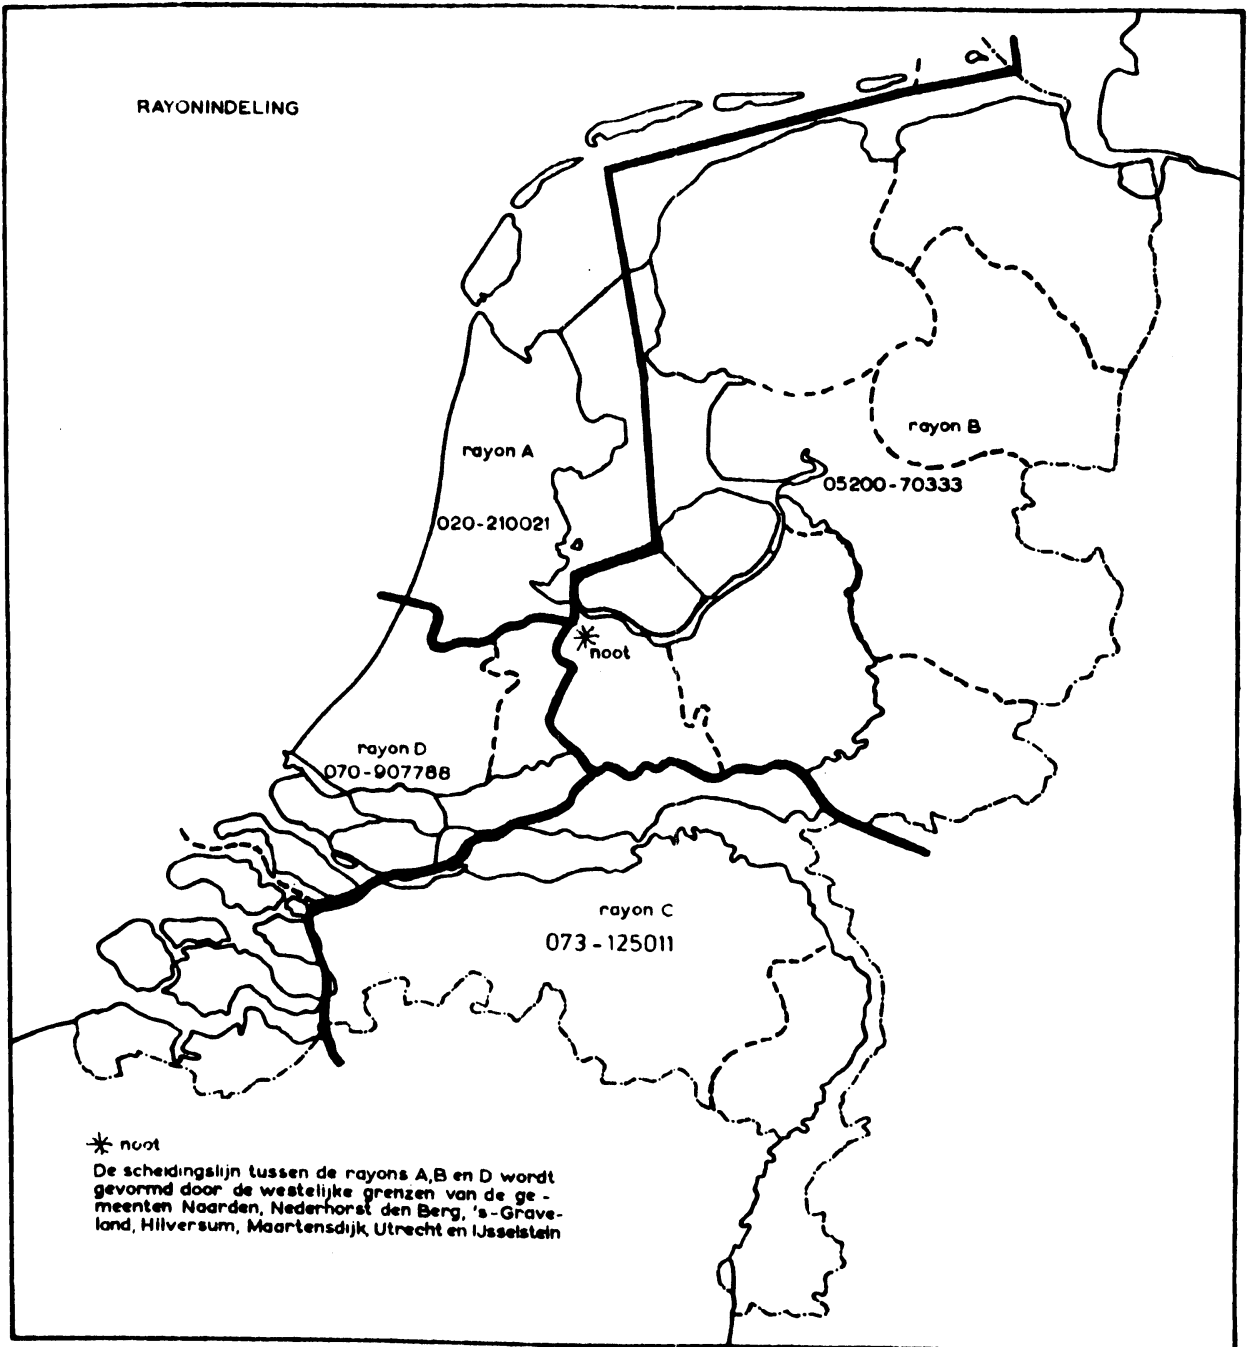 RAYONINDELING
rayon A
020-210021
rayon B
05200-70333
noot
rayon D
070-907788
rayon C
073-125011
noot
De scheidingslijn tussen de rayons A,B en D wordt
gevormd door de westelijke grenzen van de ge-
meenten Naarden, Nederhorst den Berg, 's-Grave-
land, Hilversum, Maartensdijk, Utrecht en IJsselstein